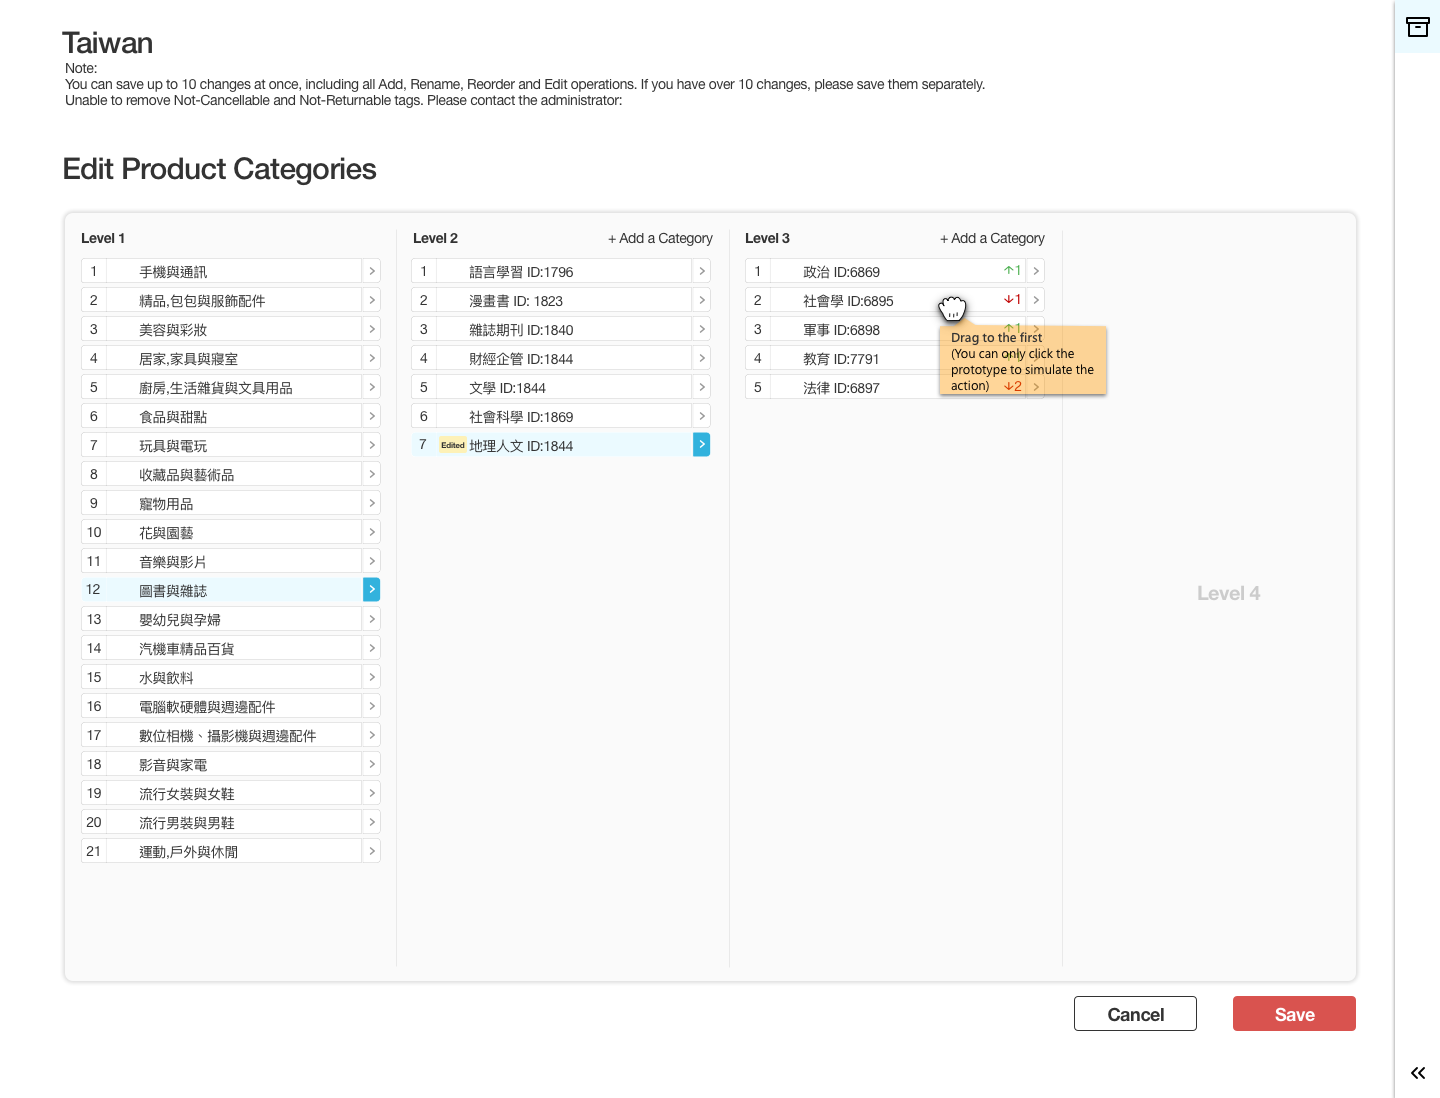 Taiwan
Note:
You can save up to 10 changes at once, including all Add, Rename, Reorder and Edit operations. If you have over 10 changes, please save them separately.
Unable to remove Not-Cancellable and Not-Returnable tags. Please contact the administrator:
Edit Product Categories
Level 1
1 手機與通訊
2 精品,包包與服飾配件
3 美容與彩妝
4 居家,家具與寢室
5 廚房,生活雜貨與文具用品
6 食品與甜點
7 玩具與電玩
8 收藏品與藝術品
9 寵物用品
10 花與園藝
11 音樂與影片
12 圖書與雜誌
13 嬰幼兒與孕婦
14 汽機車精品百貨
15 水與飲料
16 電腦軟硬體與週邊配件
17 數位相機、攝影機與週邊配件
18 影音與家電
19 流行女裝與女鞋
20 流行男裝與男鞋
21 運動,戶外與休閒
Level 2 + Add a Category
1 語言學習 ID:1796
2 漫畫書 ID: 1823
3 雜誌期刊 ID:1840
4 財經企管 ID:1844
5 文學 ID:1844
6 社會科學 ID:1869
7 Edited 地理人文 ID:1844
Level 3 + Add a Category
1 政治 ID:6869 ↑1
2 社會學 ID:6895 ↓1
3 軍事 ID:6898 ↑1
4 教育 ID:7791
5 法律 ID:6897 ↓2
Drag to the first
(You can only click the
prototype to simulate the
action)
Level 4
Cancel
Save